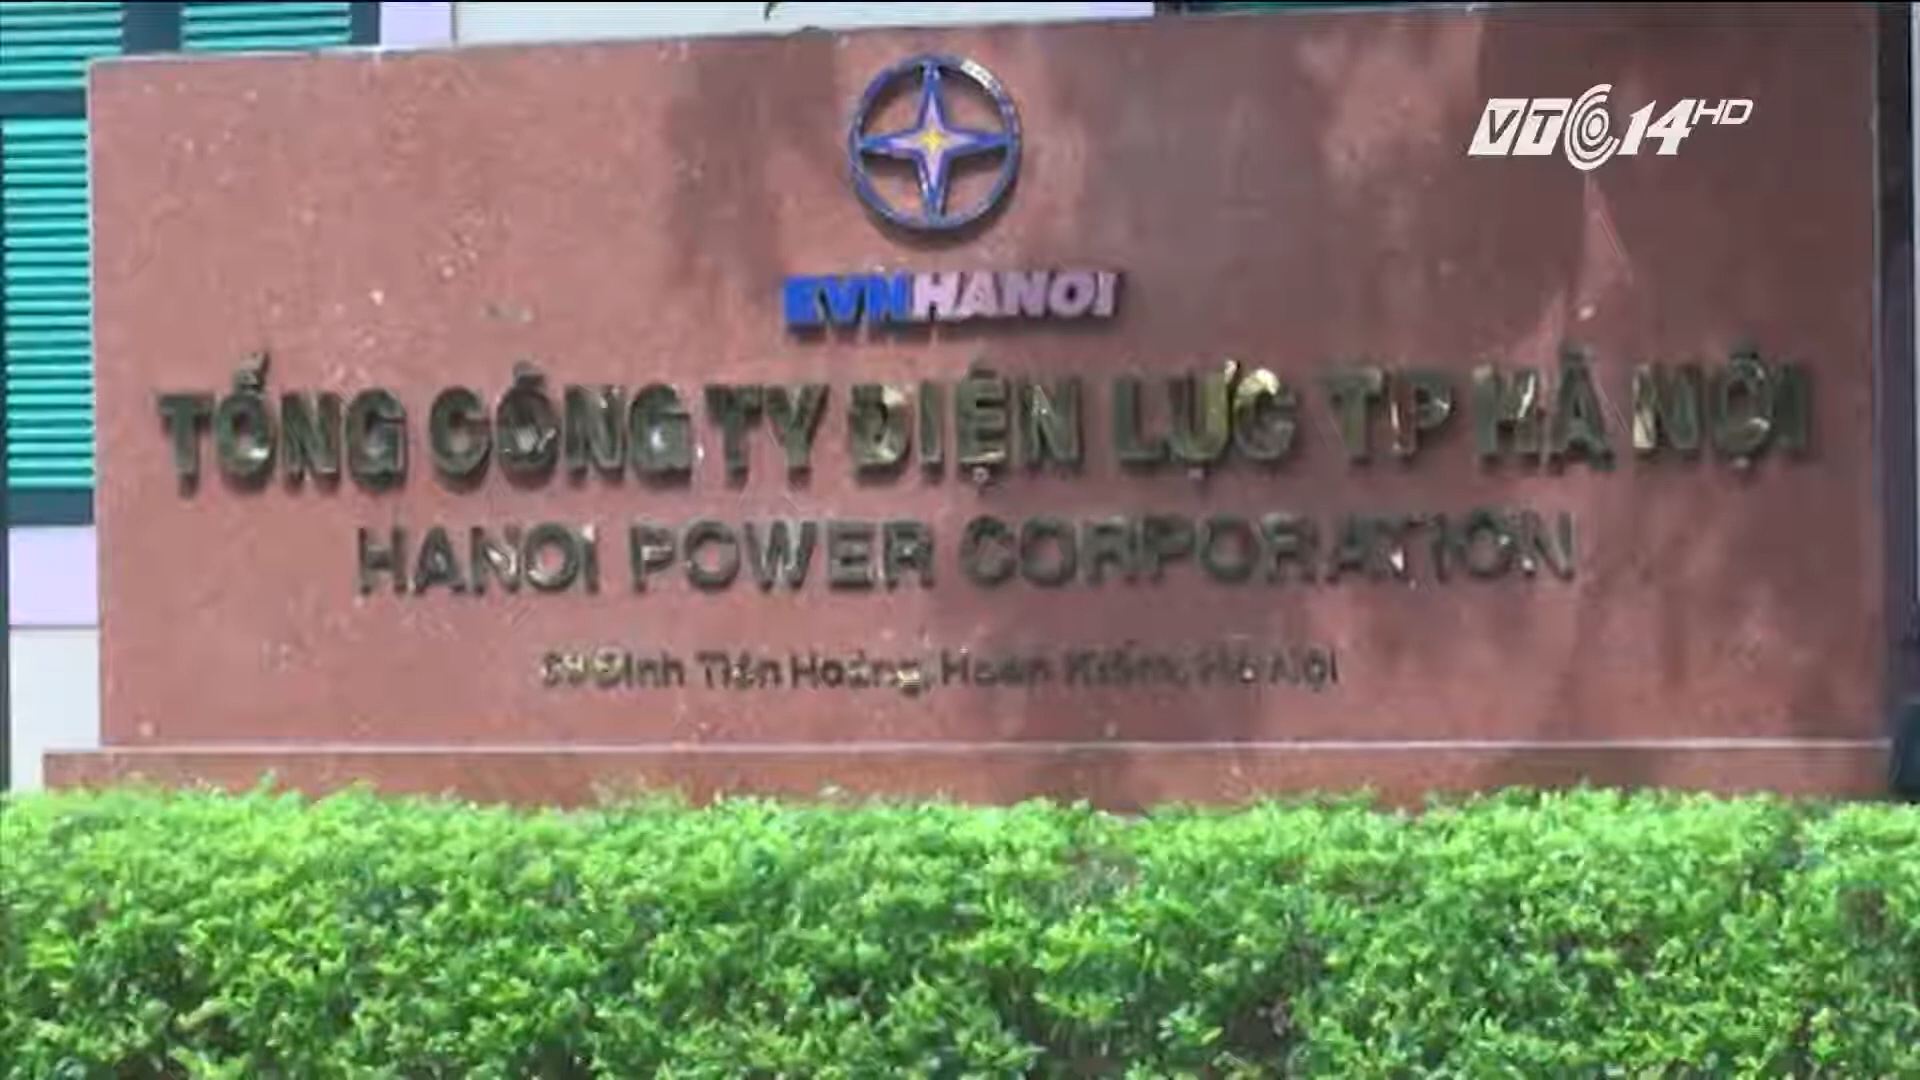 VTC14HD
EVNHANOI
TỔNG CÔNG TY ĐIỆN LỰC TP HÀ NỘI
HANOI POWER CORPORATION
Đinh Tiên Hoàng, Hoàn Kiếm, Hà Nội